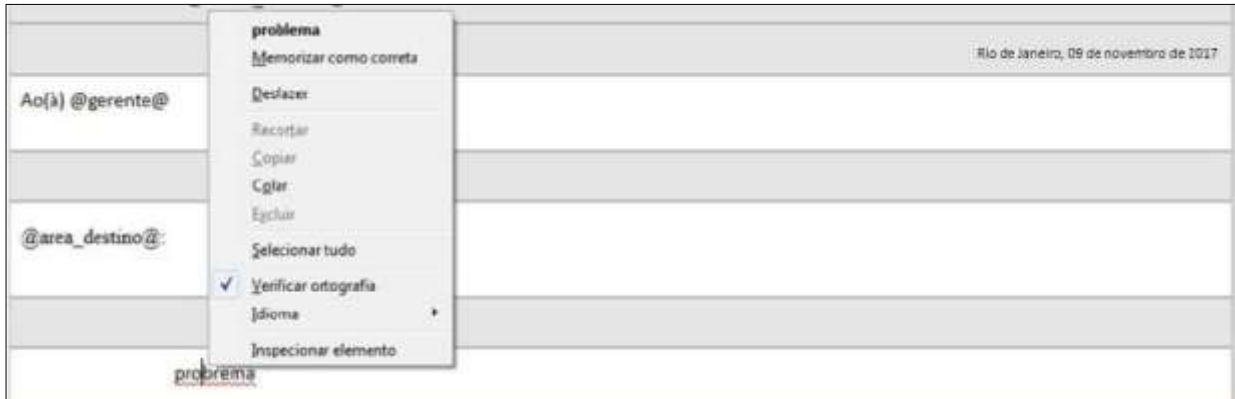 problema
Memorizar como correta
Rio de Janeiro, 09 de novembro de 2017
Desfazer
Ao(à) @gerente@
Recortar
Copiar
Colar
Excluir
@area_destino@:
Selecionar tudo
Verificar ortografia
Idioma
Inspecionar elemento
probrema